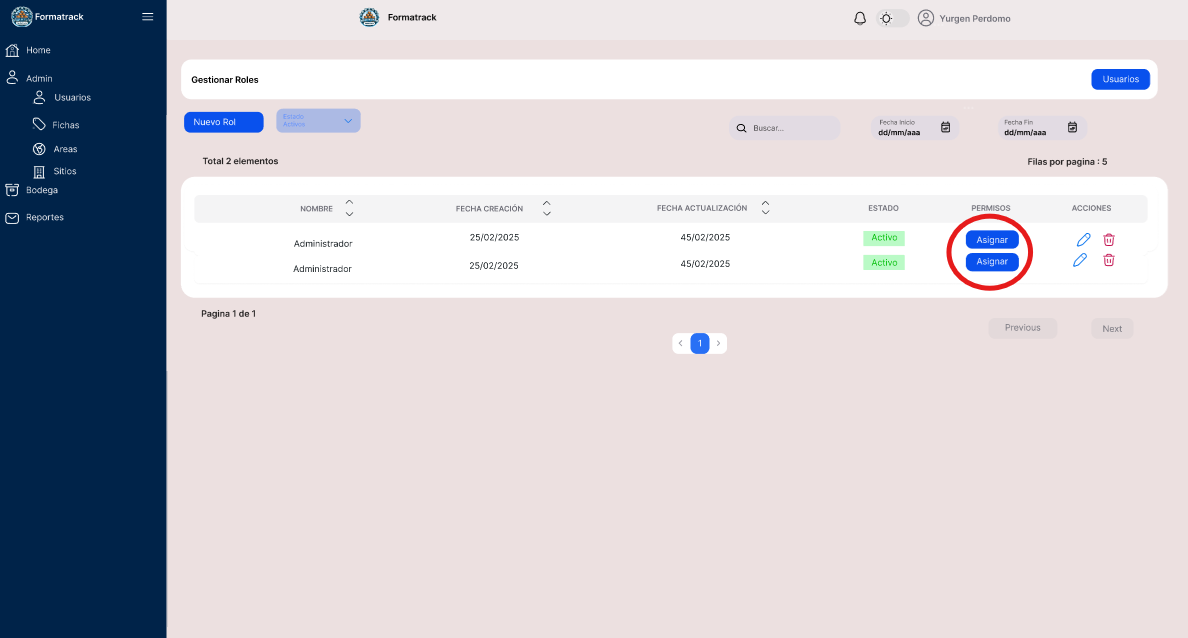 Formatrack
Formatrack
Yurgen Perdomo
Home
Admin
Usuarios
Fichas
Areas
Sitios
Bodega
Reportes
Gestionar Roles
Usuarios
Nuevo Rol
Estado
Activos
Buscar...
Fecha Inicio
dd/mm/aaa
Fecha Fin
dd/mm/aaa
Total 2 elementos
Filas por pagina : 5
NOMBRE FECHA CREACIÓN FECHA ACTUALIZACIÓN ESTADO PERMISOS ACCIONES
Administrador 25/02/2025 45/02/2025 Activo Asignar
Administrador 25/02/2025 45/02/2025 Activo Asignar
Pagina 1 de 1
Previous
Next
1